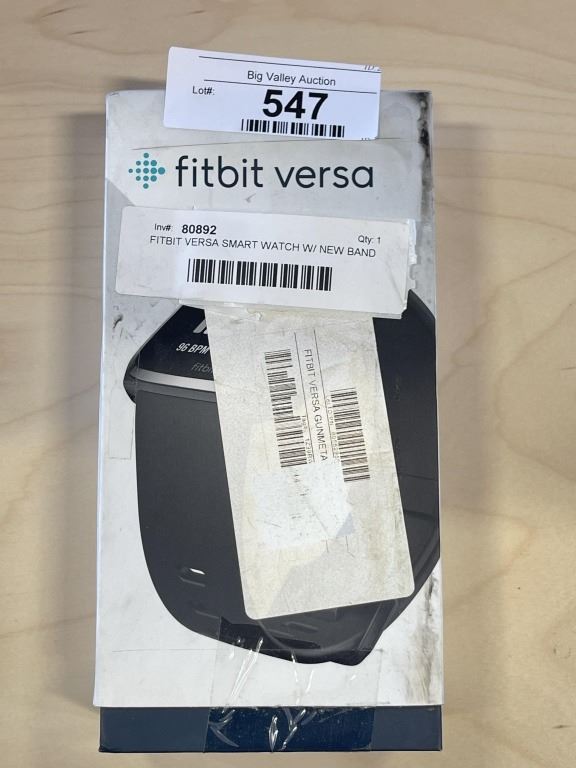 Big Valley Auction
Lot#: 547
fitbit versa
Inv# 80892 Qty: 1
FITBIT VERSA SMART WATCH W/ NEW BAND
96 BPM
fitbit
FITBIT VERSA GUNMETA